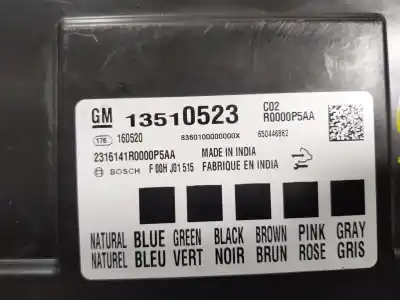 GM 13510523 C02
R0000P5AA
176 160520 8360100000000X 650446862
2316141R0000P5AA MADE IN INDIA
BOSCH F 00H J01 515 FABRIQUE EN INDIA
NATURAL BLUE GREEN BLACK BROWN PINK GRAY
NATUREL BLEU VERT NOIR BRUN ROSE GRIS